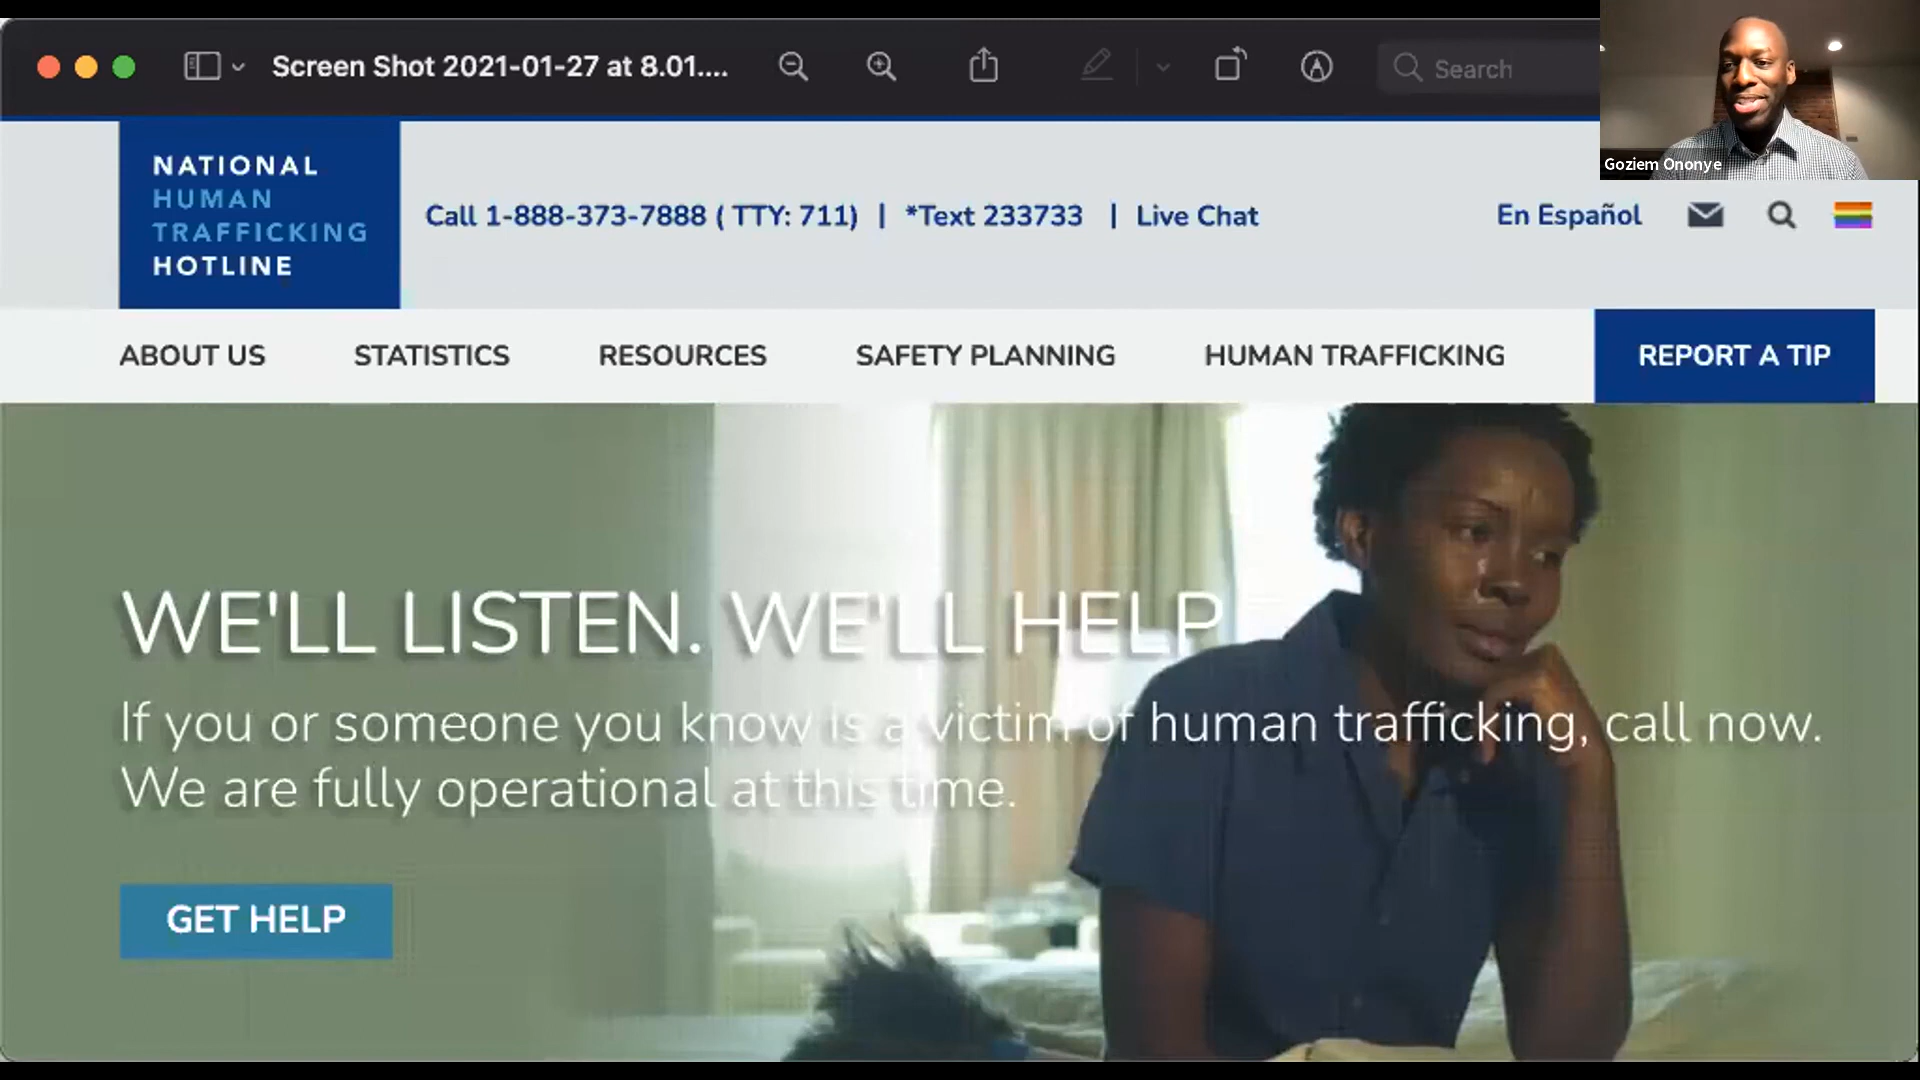 Screen Shot 2021-01-27 at 8.01....
Search
Goziem Ononye
NATIONAL
HUMAN
TRAFFICKING
HOTLINE
Call 1-888-373-7888 ( TTY: 711) | *Text 233733 | Live Chat
En Español
ABOUT US STATISTICS RESOURCES SAFETY PLANNING HUMAN TRAFFICKING REPORT A TIP
WE'LL LISTEN. WE'LL HELP
If you or someone you know is a victim of human trafficking, call now.
We are fully operational at this time.
GET HELP